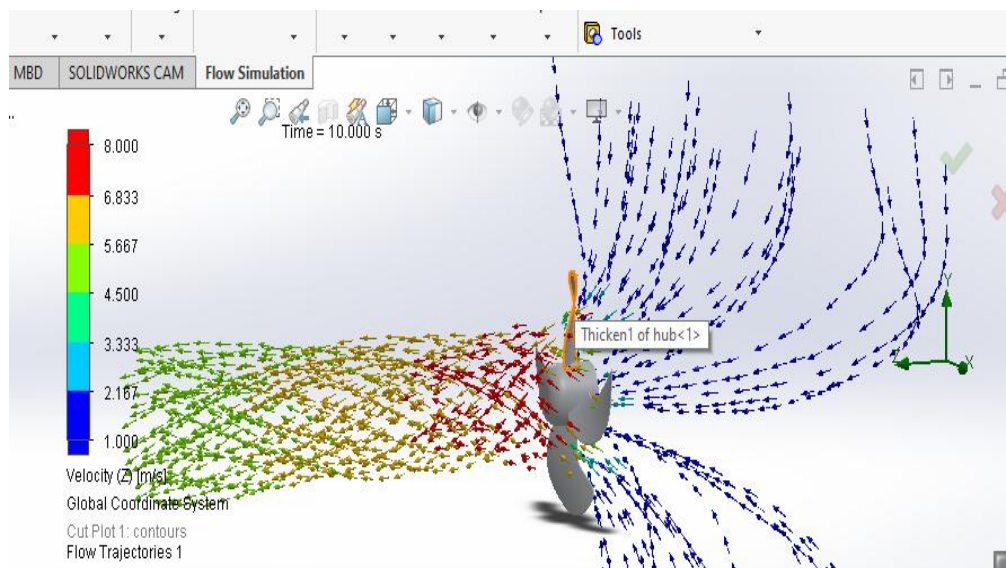 Tools
MBD SOLIDWORKS CAM Flow Simulation
Time = 10.000 s
8.000
6.833
5.667
4.500
3.333
2.167
1.000
Thicken1 of hub<1>
Y
X
Velocity (Z) [m/s]
Global Coordinate System
Cut Plot 1: contours
Flow Trajectories 1